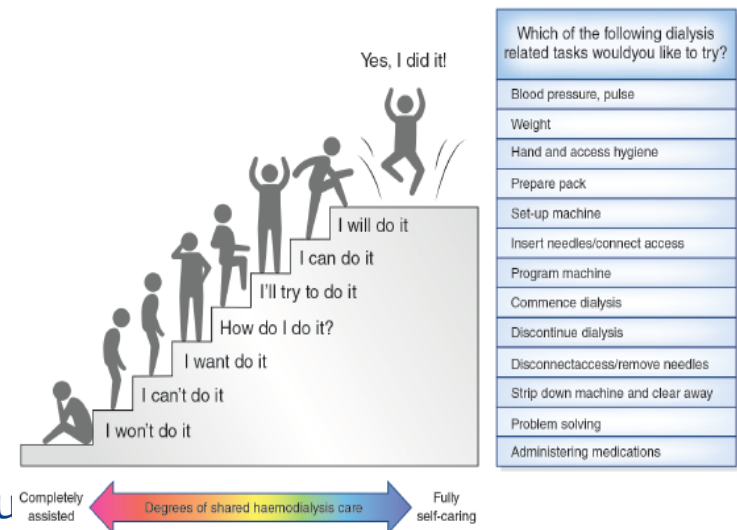 Yes, I did it!
I will do it
I can do it
I'll try to do it
How do I do it?
I want do it
I can't do it
I won't do it
Completely
assisted
Degrees of shared haemodialysis care
Fully
self-caring
Which of the following dialysis
related tasks wouldyou like to try?
Blood pressure, pulse
Weight
Hand and access hygiene
Prepare pack
Set-up machine
Insert needles/connect access
Program machine
Commence dialysis
Discontinue dialysis
Disconnectaccess/remove needles
Strip down machine and clear away
Problem solving
Administering medications